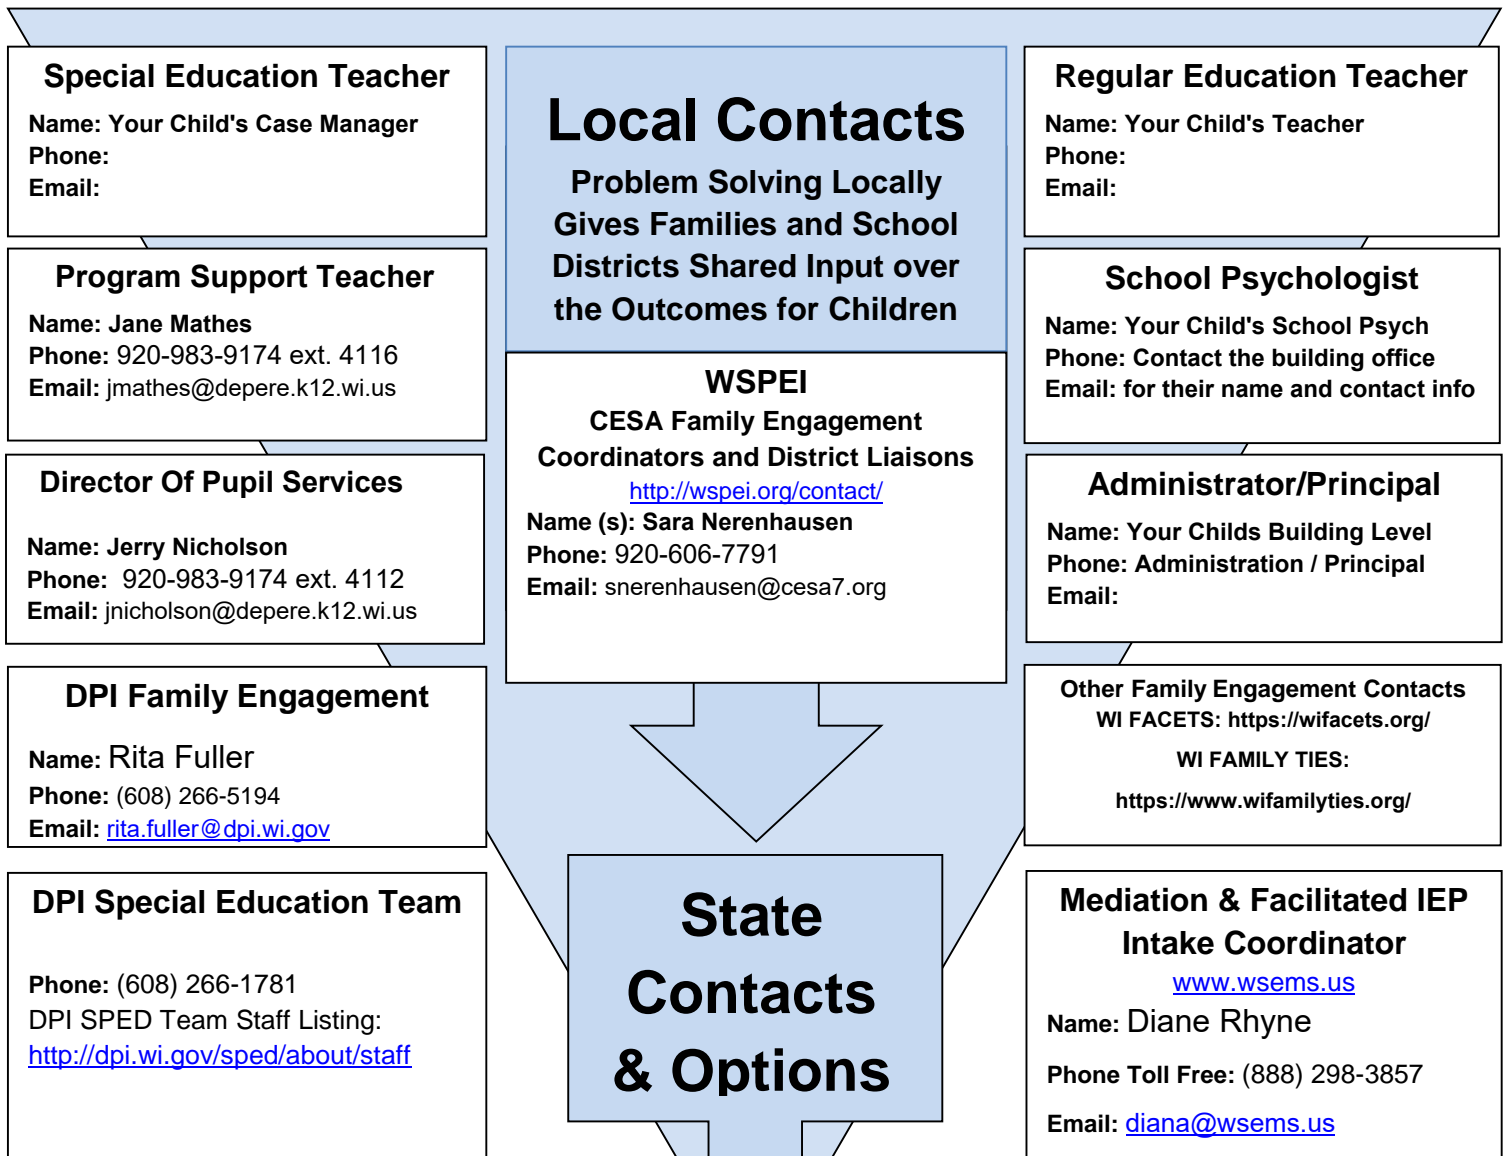 Special Education Teacher
Name: Your Child's Case Manager
Phone:
Email:
Program Support Teacher
Name: Jane Mathes
Phone: 920-983-9174 ext. 4116
Email: jmathes@depere.k12.wi.us
Director Of Pupil Services
Name: Jerry Nicholson
Phone: 920-983-9174 ext. 4112
Email: jnicholson@depere.k12.wi.us
DPI Family Engagement
Name: Rita Fuller
Phone: (608) 266-5194
Email: rita.fuller@dpi.wi.gov
DPI Special Education Team
Phone: (608) 266-1781
DPI SPED Team Staff Listing:
http://dpi.wi.gov/sped/about/staff
Local Contacts
Problem Solving Locally
Gives Families and School
Districts Shared Input over
the Outcomes for Children
WSPEI
CESA Family Engagement
Coordinators and District Liaisons
http://wspei.org/contact/
Name (s): Sara Nerenhausen
Phone: 920-606-7791
Email: snerenhausen@cesa7.org
State
Contacts
& Options
Regular Education Teacher
Name: Your Child's Teacher
Phone:
Email:
School Psychologist
Name: Your Child's School Psych
Phone: Contact the building office
Email: for their name and contact info
Administrator/Principal
Name: Your Childs Building Level
Phone: Administration / Principal
Email:
Other Family Engagement Contacts
WI FACETS: https://wifacets.org/
WI FAMILY TIES:
https://www.wifamilyties.org/
Mediation & Facilitated IEP
Intake Coordinator
www.wsems.us
Name: Diane Rhyne
Phone Toll Free: (888) 298-3857
Email: diana@wsems.us